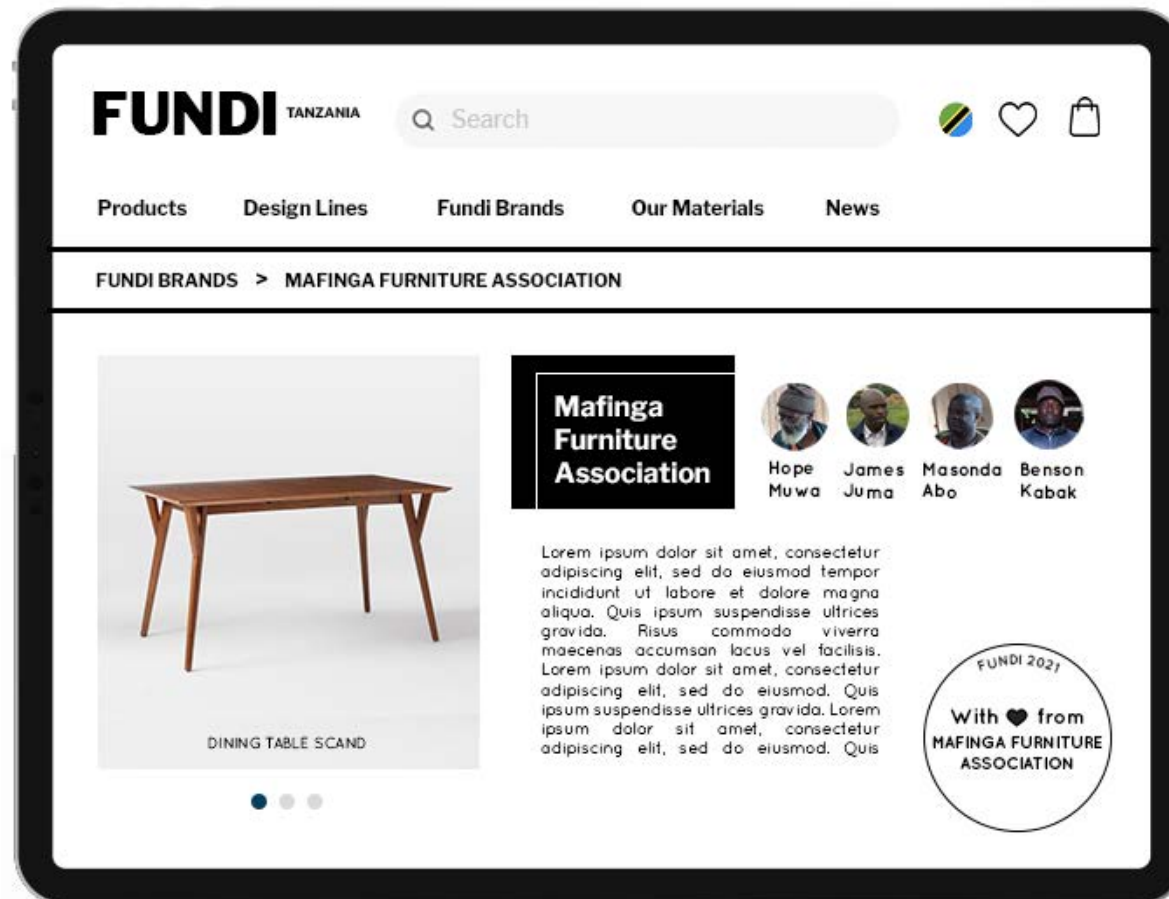 FUNDI TANZANIA
Search
Products Design Lines Fundi Brands Our Materials News
FUNDI BRANDS > MAFINGA FURNITURE ASSOCIATION
DINING TABLE SCAND
Mafinga
Furniture
Association
Hope
Muwa
James
Juma
Masonda
Abo
Benson
Kabak
Lorem ipsum dolor sit amet, consectetur
adipiscing elit, sed do eiusmod tempor
incididunt ut labore et dolore magna
aliqua. Quis ipsum suspendisse ultrices
gravida. Risus commodo viverra
maecenas accumsan lacus vel facilisis.
Lorem ipsum dolor sit amet, consectetur
adipiscing elit, sed do eiusmod. Quis
ipsum suspendisse ultrices gravida. Lorem
ipsum dolor sit amet, consectetur
adipiscing elit, sed do eiusmod. Quis
FUNDI 2021
With ♥ from
MAFINGA FURNITURE
ASSOCIATION